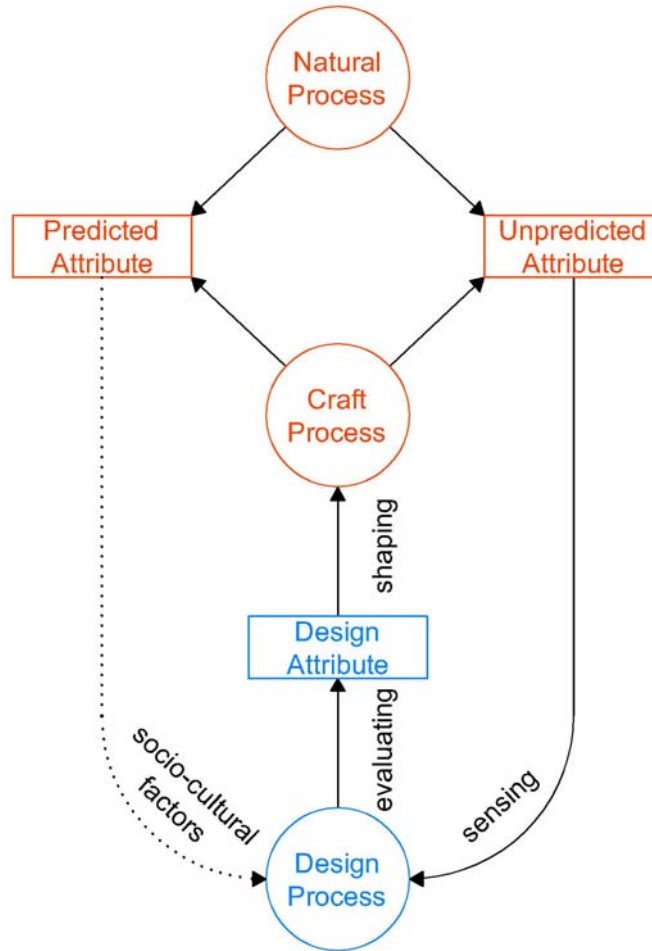 Natural
Process
Predicted
Attribute
Unpredicted
Attribute
Craft
Process
shaping
Design
Attribute
evaluating
socio-cultural
factors
sensing
Design
Process